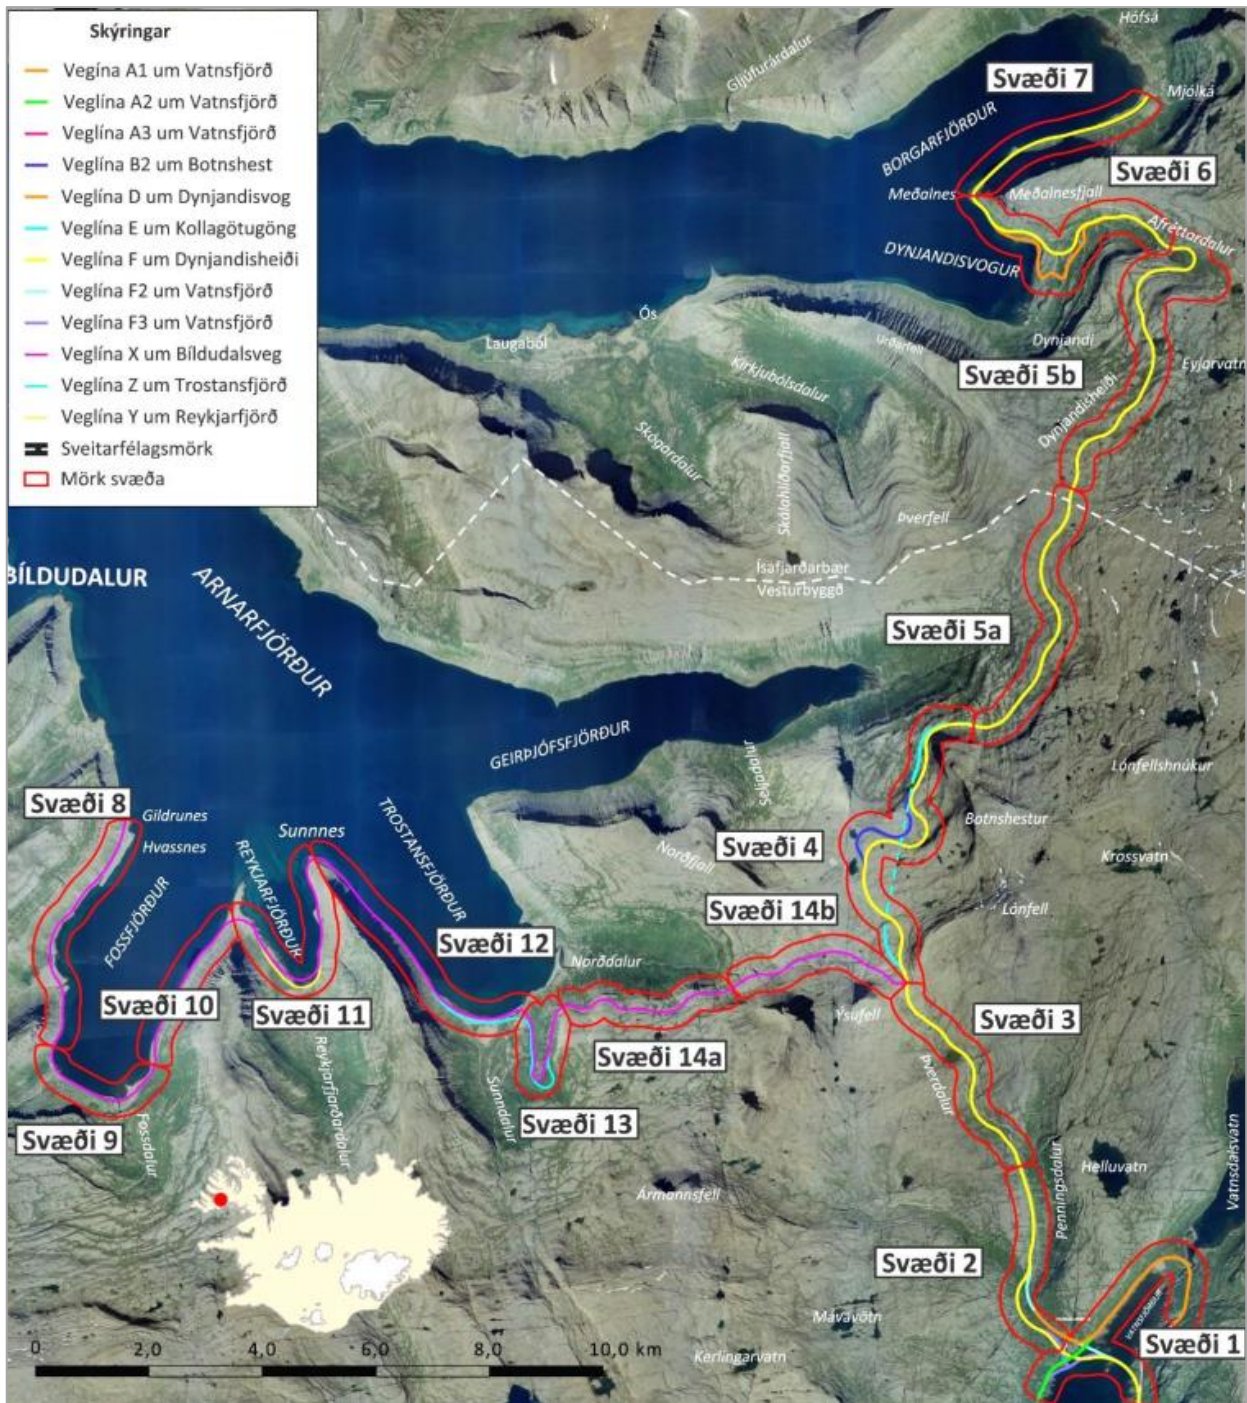 Skýringar
Vegína A1 um Vatnsfjörð
Veglína A2 um Vatnsfjörð
Veglína A3 um Vatnsfjörð
Veglína B2 um Botnshest
Veglína D um Dynjandisvog
Veglína E um Kollagötugöng
Veglína F um Dynjandisheiði
Veglína F2 um Vatnsfjörð
Veglína F3 um Vatnsfjörð
Veglína X um Bíldudalsveg
Veglína Z um Trostansfjörð
Veglína Y um Reykjarfjörð
Sveitarfélagsmörk
Mörk svæða
Höfsá
Gljúfurárdalur
Svæði 7
Mjólká
BORGARFJÖRÐUR
Svæði 6
Meðalnes
Meðalnesfjall
Afréttardalur
DYNJANDISVOGUR
Ós
Laugaból
Urðarfell
Dynjandi
Kirkjubólsdalur
Svæði 5b
Eyjarvatn
Dynjandisheiði
Skógardalur
Skálahlíðarfjall
Þverfell
Ísafjarðarbær
Vesturbyggð
BÍLDUDALUR
ARNARFJÖRÐUR
Svæði 5a
GEIRÞJÓFSFJÖRÐUR
Seljadalur
Lónfellshnúkur
Svæði 8
Gildrunes
Hvassnes
Sunnnes
TROSTANSFJÖRÐUR
REYKJARFJÖRÐUR
Norðfjall
Svæði 4
Botnshestur
Krossvatn
FOSSFJÖRÐUR
Svæði 14b
Lónfell
Svæði 12
Norðdalur
Svæði 10
Svæði 11
Ýsufell
Svæði 3
Svæði 14a
Þverdalur
Reykjarfjarðardalur
Sunndalur
Svæði 13
Svæði 9
Fossdalur
Penningsdalur
Helluvatn
Vatnsdalsvatn
Ármannsfell
Svæði 2
Mávavötn
Svæði 1
Kerlingarvatn
0 2,0 4,0 6,0 8,0 10,0 km